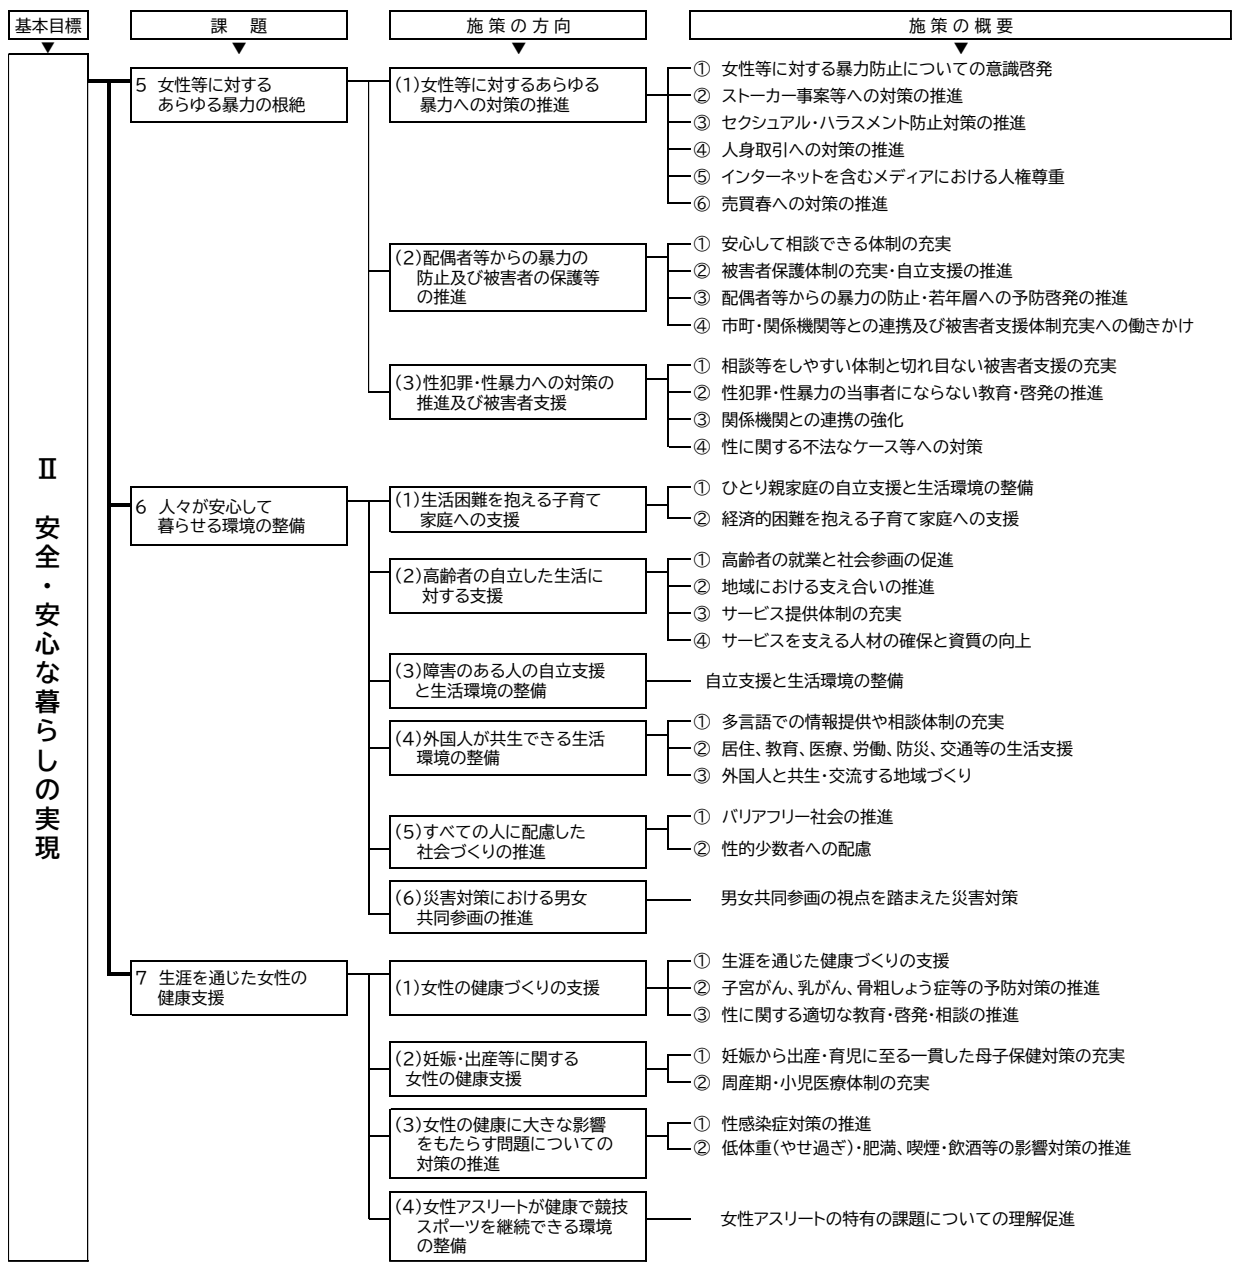 基本目標
課　題
施策の方向
施策の概要
Ⅱ　安全・安心な暮らしの実現
5 女性等に対する
あらゆる暴力の根絶
(1)女性等に対するあらゆる
暴力への対策の推進
① 女性等に対する暴力防止についての意識啓発
② ストーカー事案等への対策の推進
③ セクシュアル・ハラスメント防止対策の推進
④ 人身取引への対策の推進
⑤ インターネットを含むメディアにおける人権尊重
⑥ 売買春への対策の推進
(2)配偶者等からの暴力の
防止及び被害者の保護等
の推進
① 安心して相談できる体制の充実
② 被害者保護体制の充実・自立支援の推進
③ 配偶者等からの暴力の防止・若年層への予防啓発の推進
④ 市町・関係機関等との連携及び被害者支援体制充実への働きかけ
(3)性犯罪・性暴力への対策の
推進及び被害者支援
① 相談等をしやすい体制と切れ目ない被害者支援の充実
② 性犯罪・性暴力の当事者にならない教育・啓発の推進
③ 関係機関との連携の強化
④ 性に関する不法なケース等への対策
6 人々が安心して
暮らせる環境の整備
(1)生活困難を抱える子育て
家庭への支援
① ひとり親家庭の自立支援と生活環境の整備
② 経済的困難を抱える子育て家庭への支援
(2)高齢者の自立した生活に
対する支援
① 高齢者の就業と社会参画の促進
② 地域における支え合いの推進
③ サービス提供体制の充実
④ サービスを支える人材の確保と資質の向上
(3)障害のある人の自立支援
と生活環境の整備
自立支援と生活環境の整備
(4)外国人が共生できる生活
環境の整備
① 多言語での情報提供や相談体制の充実
② 居住、教育、医療、労働、防災、交通等の生活支援
③ 外国人と共生・交流する地域づくり
(5)すべての人に配慮した
社会づくりの推進
① バリアフリー社会の推進
② 性的少数者への配慮
(6)災害対策における男女
共同参画の推進
男女共同参画の視点を踏まえた災害対策
7 生涯を通じた女性の
健康支援
(1)女性の健康づくりの支援
① 生涯を通じた健康づくりの支援
② 子宮がん、乳がん、骨粗しょう症等の予防対策の推進
③ 性に関する適切な教育・啓発・相談の推進
(2)妊娠・出産等に関する
女性の健康支援
① 妊娠から出産・育児に至る一貫した母子保健対策の充実
② 周産期・小児医療体制の充実
(3)女性の健康に大きな影響
をもたらす問題についての
対策の推進
① 性感染症対策の推進
② 低体重(やせ過ぎ)・肥満、喫煙・飲酒等の影響対策の推進
(4)女性アスリートが健康で競技
スポーツを継続できる環境
の整備
女性アスリートの特有の課題についての理解促進